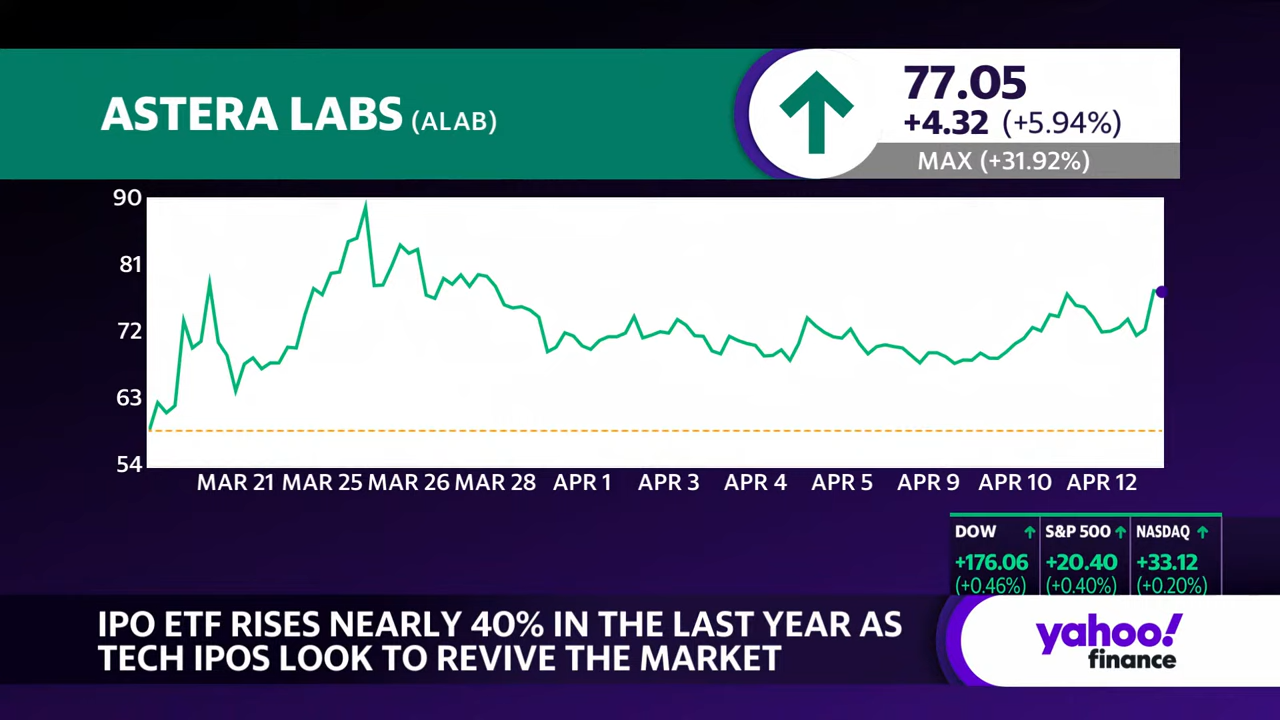 ASTERA LABS (ALAB)
77.05
+4.32 (+5.94%)
MAX (+31.92%)
90
81
72
63
54
MAR 21 MAR 25 MAR 26 MAR 28 APR 1 APR 3 APR 4 APR 5 APR 9 APR 10 APR 12
DOW S&P 500 NASDAQ
+176.06 +20.40 +33.12
(+0.46%) (+0.40%) (+0.20%)
IPO ETF RISES NEARLY 40% IN THE LAST YEAR AS
TECH IPOS LOOK TO REVIVE THE MARKET
yahoo!
finance